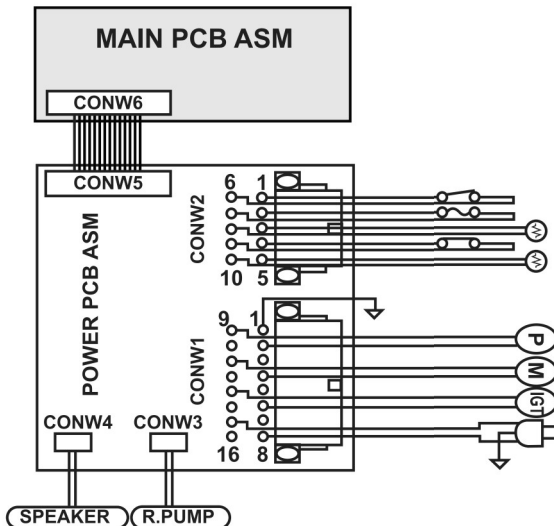 MAIN PCB ASM
CONW6
CONW5
POWER PCB ASM
6 1
CONW2
10 5
9 1
CONW1
16 8
P
M
IGT
CONW4 CONW3
SPEAKER R.PUMP